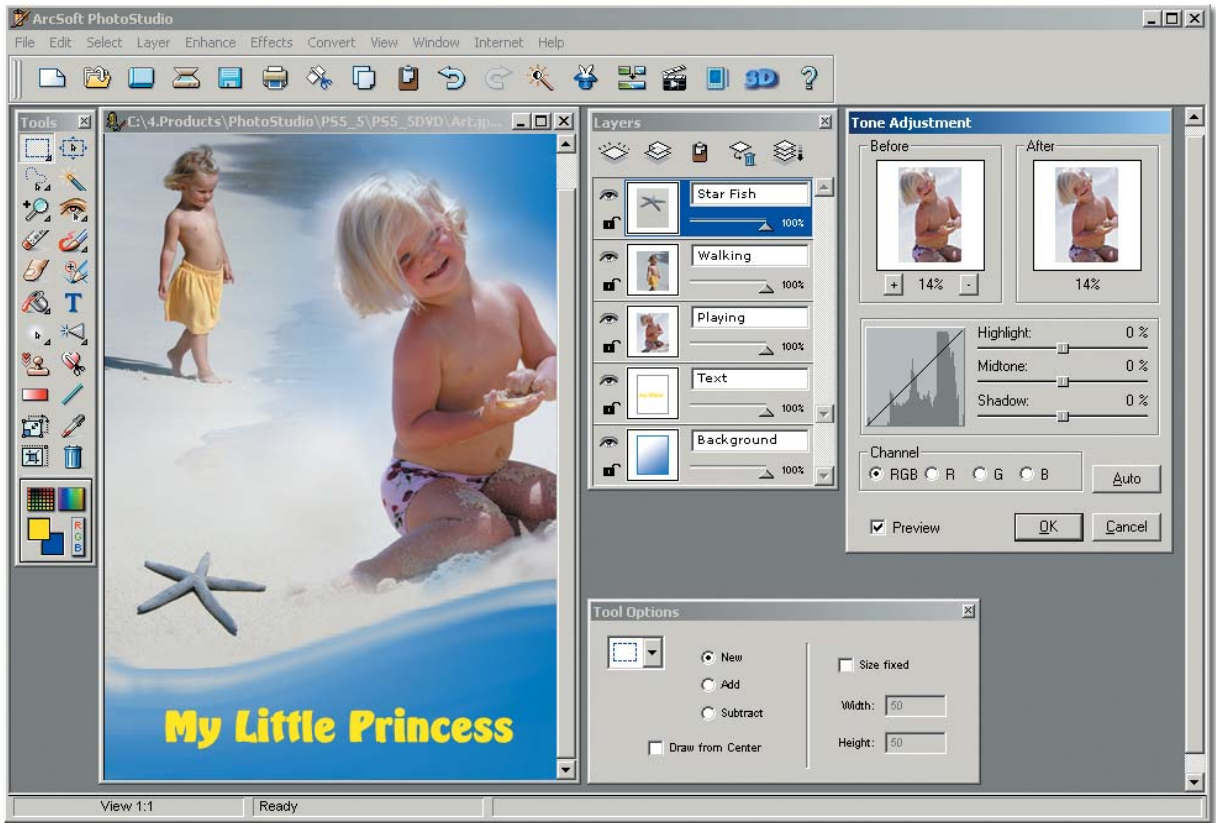 ArcSoft PhotoStudio
File Edit Select Layer Enhance Effects Convert View Window Internet Help
3D
Tools
T
R
G
B
C:\4.Products\PhotoStudio\PS5_5\PS5_5DVD\Art.jp...
My Little Princess
Layers
Star Fish
100%
Walking
100%
Playing
100%
Text
100%
Background
100%
Tone Adjustment
Before After
+ 14% - 14%
Highlight: 0 %
Midtone: 0 %
Shadow: 0 %
Channel
RGB R G B
Auto
Preview OK Cancel
Tool Options
New
Add
Subtract
Draw from Center
Size fixed
Width: 50
Height: 50
View 1:1 Ready